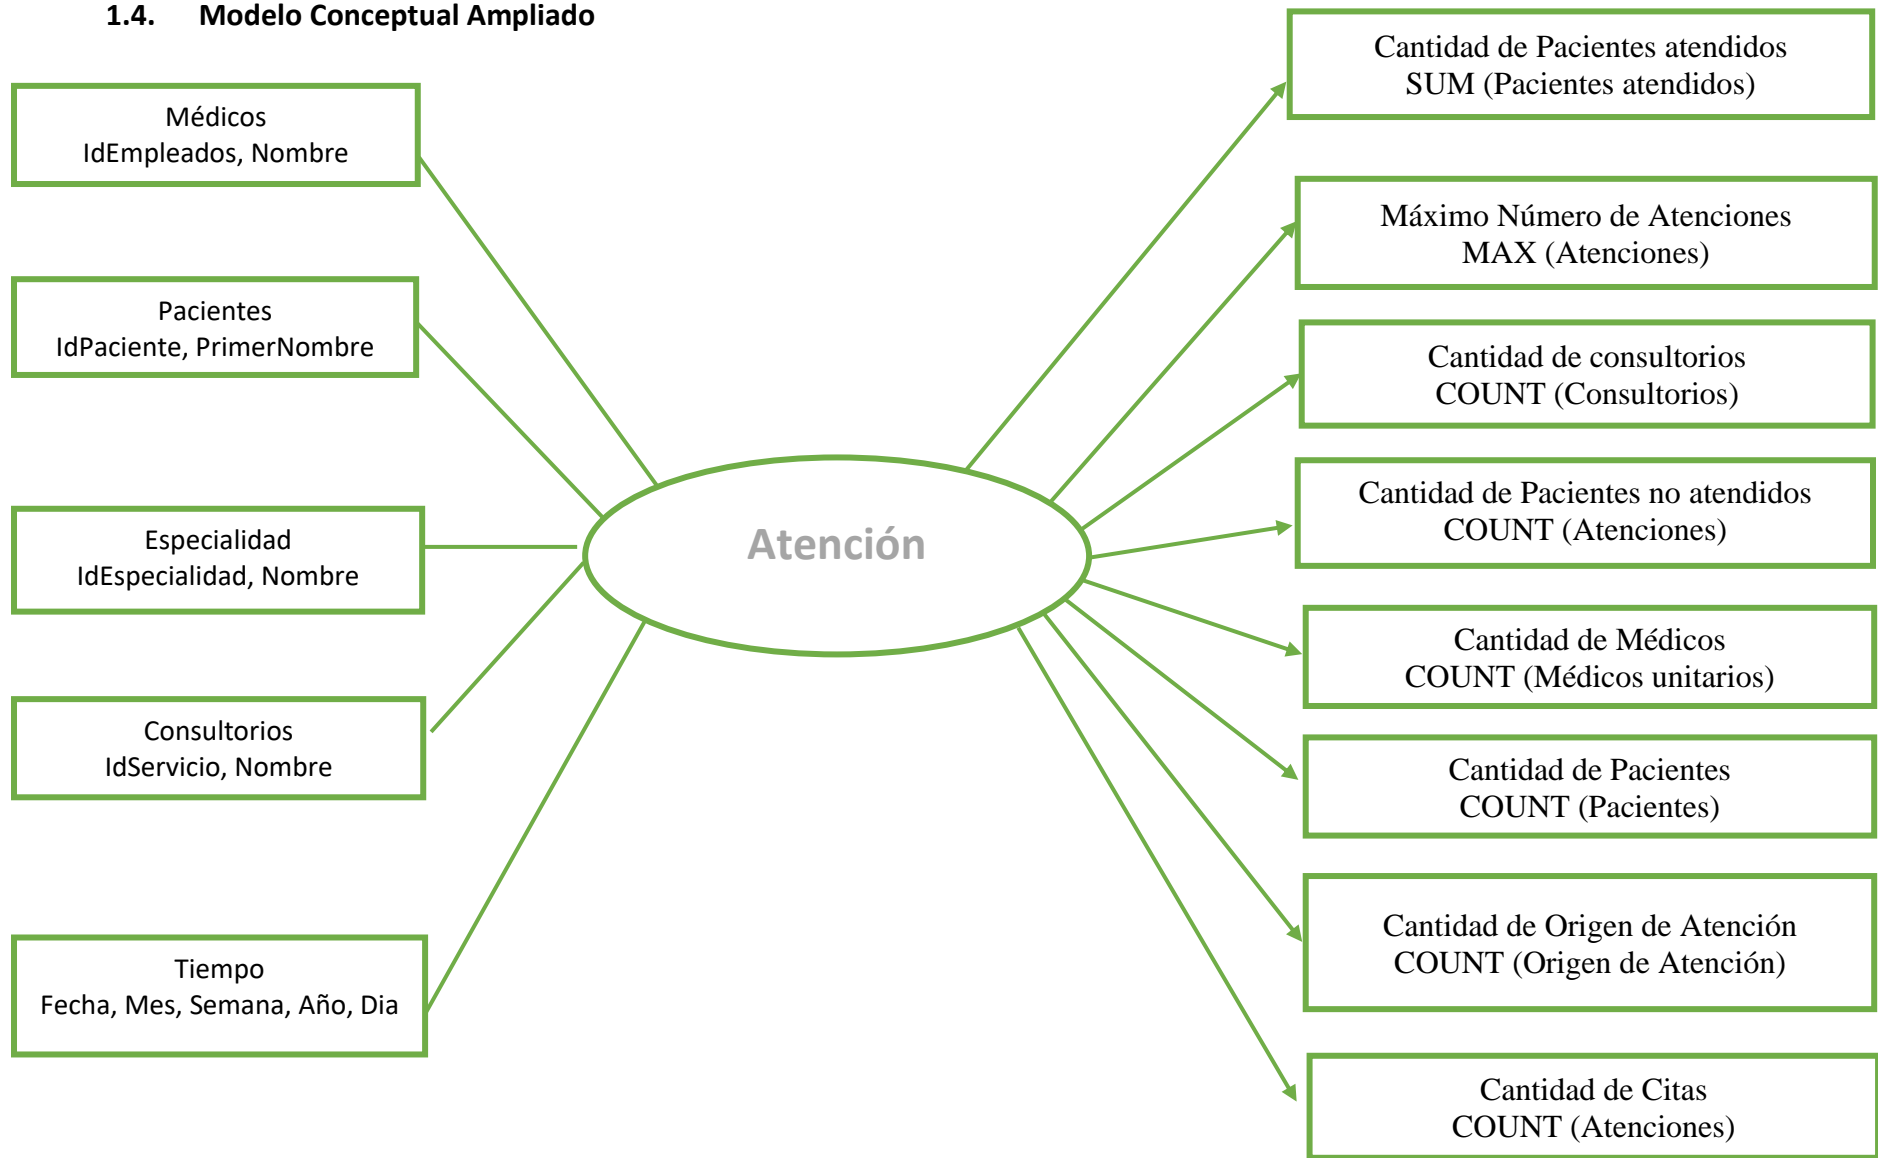 1.4. Modelo Conceptual Ampliado
Médicos
IdEmpleados, Nombre
Pacientes
IdPaciente, PrimerNombre
Especialidad
IdEspecialidad, Nombre
Consultorios
IdServicio, Nombre
Tiempo
Fecha, Mes, Semana, Año, Dia
Atención
Cantidad de Pacientes atendidos
SUM (Pacientes atendidos)
Máximo Número de Atenciones
MAX (Atenciones)
Cantidad de consultorios
COUNT (Consultorios)
Cantidad de Pacientes no atendidos
COUNT (Atenciones)
Cantidad de Médicos
COUNT (Médicos unitarios)
Cantidad de Pacientes
COUNT (Pacientes)
Cantidad de Origen de Atención
COUNT (Origen de Atención)
Cantidad de Citas
COUNT (Atenciones)